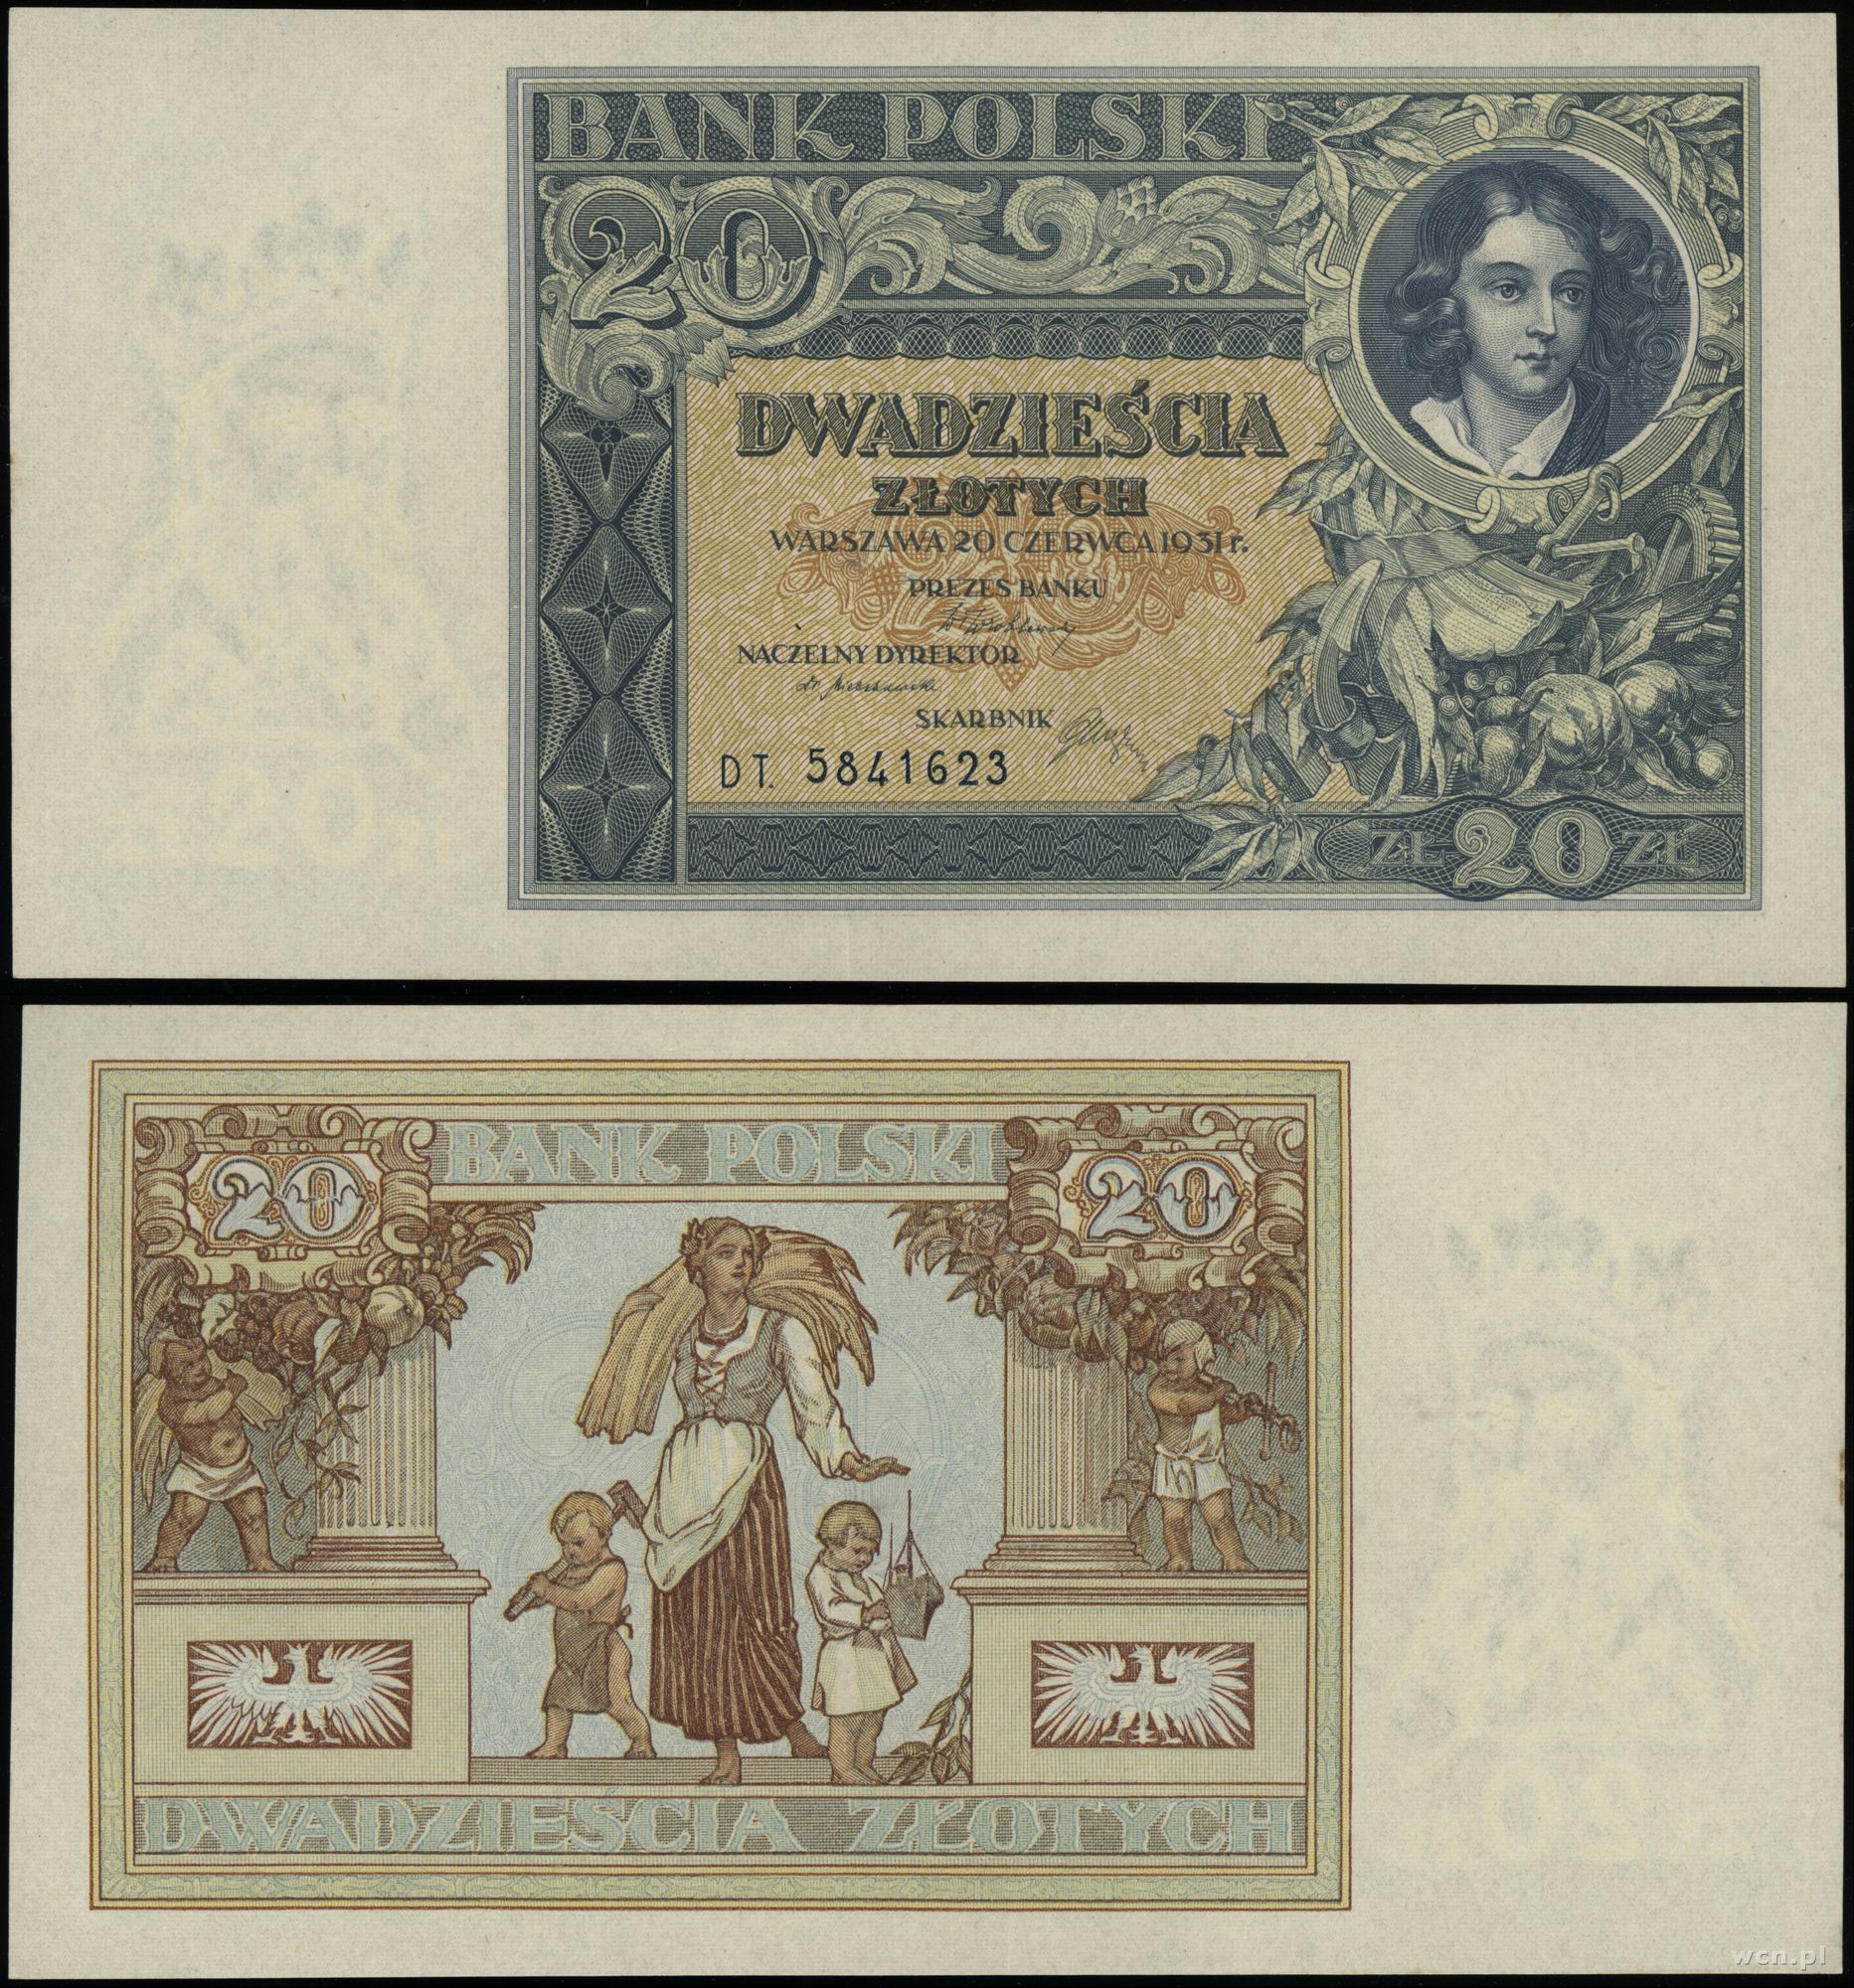 BANK POLSKI
20
DWADZIEŚCIA
ZŁOTYCH
WARSZAWA 20 CZERWCA 1931 r.
PREZES BANKU
NACZELNY DYREKTOR
SKARBNIK
DT. 5841623
ZŁ 20 ZŁ
BANK POLSKI
20 20
DWADZIEŚCIA ZŁOTYCH
wcn.pl